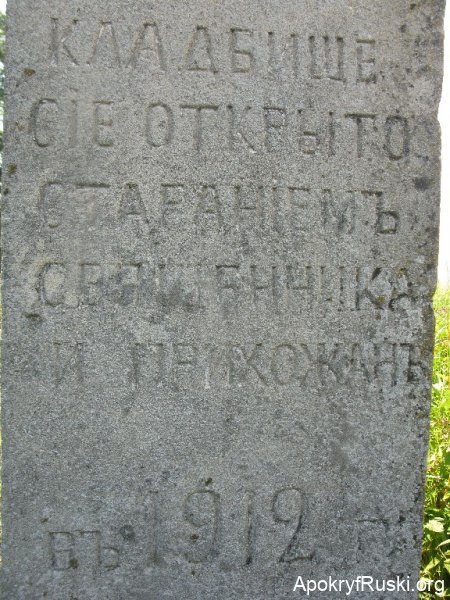 КЛАДБИЩЕ
СІЕ ОТКРЫТО
СТАРАНІЕМЪ
СВЯЩЕННИКА
И ПРИХОЖАНЪ
ВЪ 1912 Г.
ApokryfRuski.org